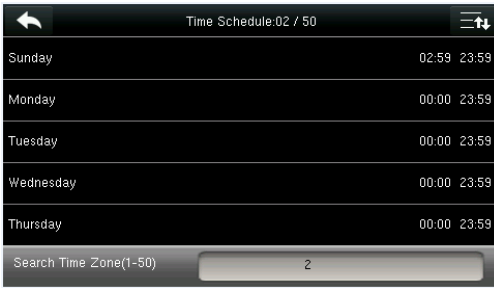 Time Schedule:02 / 50
Sunday 02:59 23:59
Monday 00:00 23:59
Tuesday 00:00 23:59
Wednesday 00:00 23:59
Thursday 00:00 23:59
Search Time Zone(1-50) 2